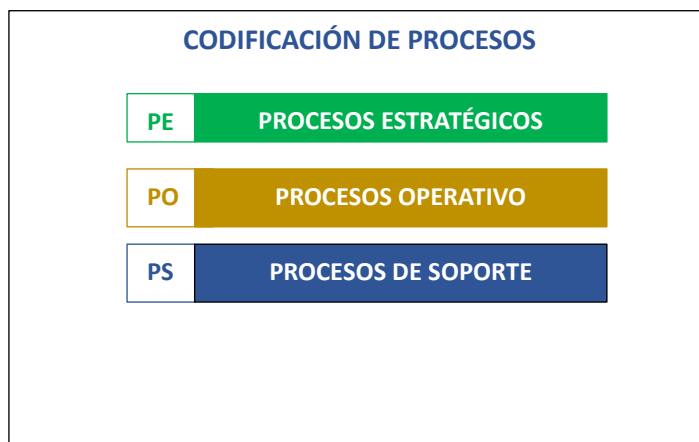 CODIFICACIÓN DE PROCESOS
PE PROCESOS ESTRATÉGICOS
PO PROCESOS OPERATIVO
PS PROCESOS DE SOPORTE